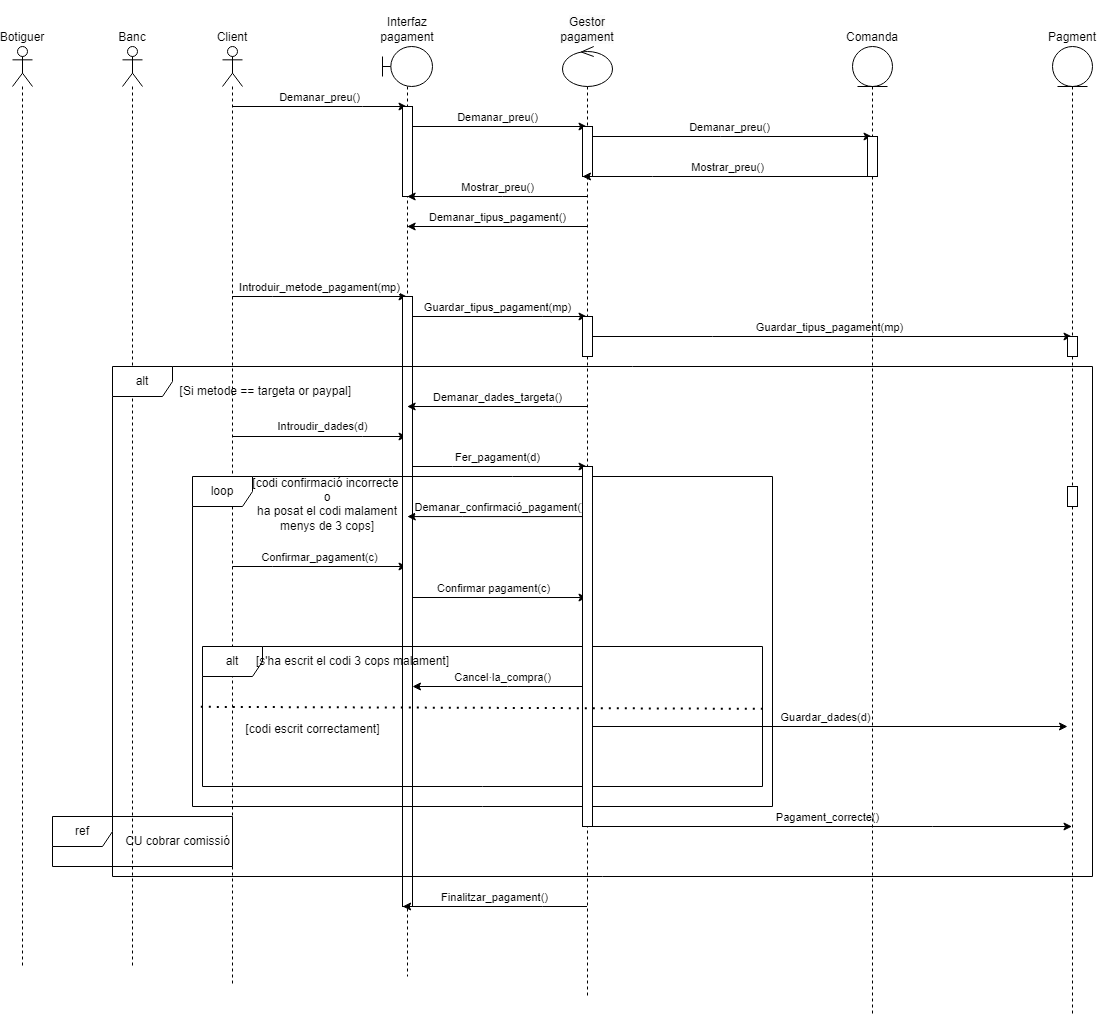 Interfaz
pagament
Gestor
pagament
Botiguer
Banc
Client
Comanda
Pagment
Demanar_preu()
Demanar_preu()
Demanar_preu()
Mostrar_preu()
Mostrar_preu()
Demanar_tipus_pagament()
Introduir_metode_pagament(mp)
Guardar_tipus_pagament(mp)
Guardar_tipus_pagament(mp)
alt
[Si metode == targeta or paypal]
Demanar_dades_targeta()
Introudir_dades(d)
Fer_pagament(d)
loop
[codi confirmació incorrecte
o
ha posat el codi malament
menys de 3 cops]
Demanar_confirmació_pagament(
Confirmar_pagament(c)
Confirmar pagament(c)
alt
[s'ha escrit el codi 3 cops malament]
Cancel·la_compra()
Guardar_dades(d)
[codi escrit correctament]
Pagament_correcte()
ref
CU cobrar comissió
Finalitzar_pagament()